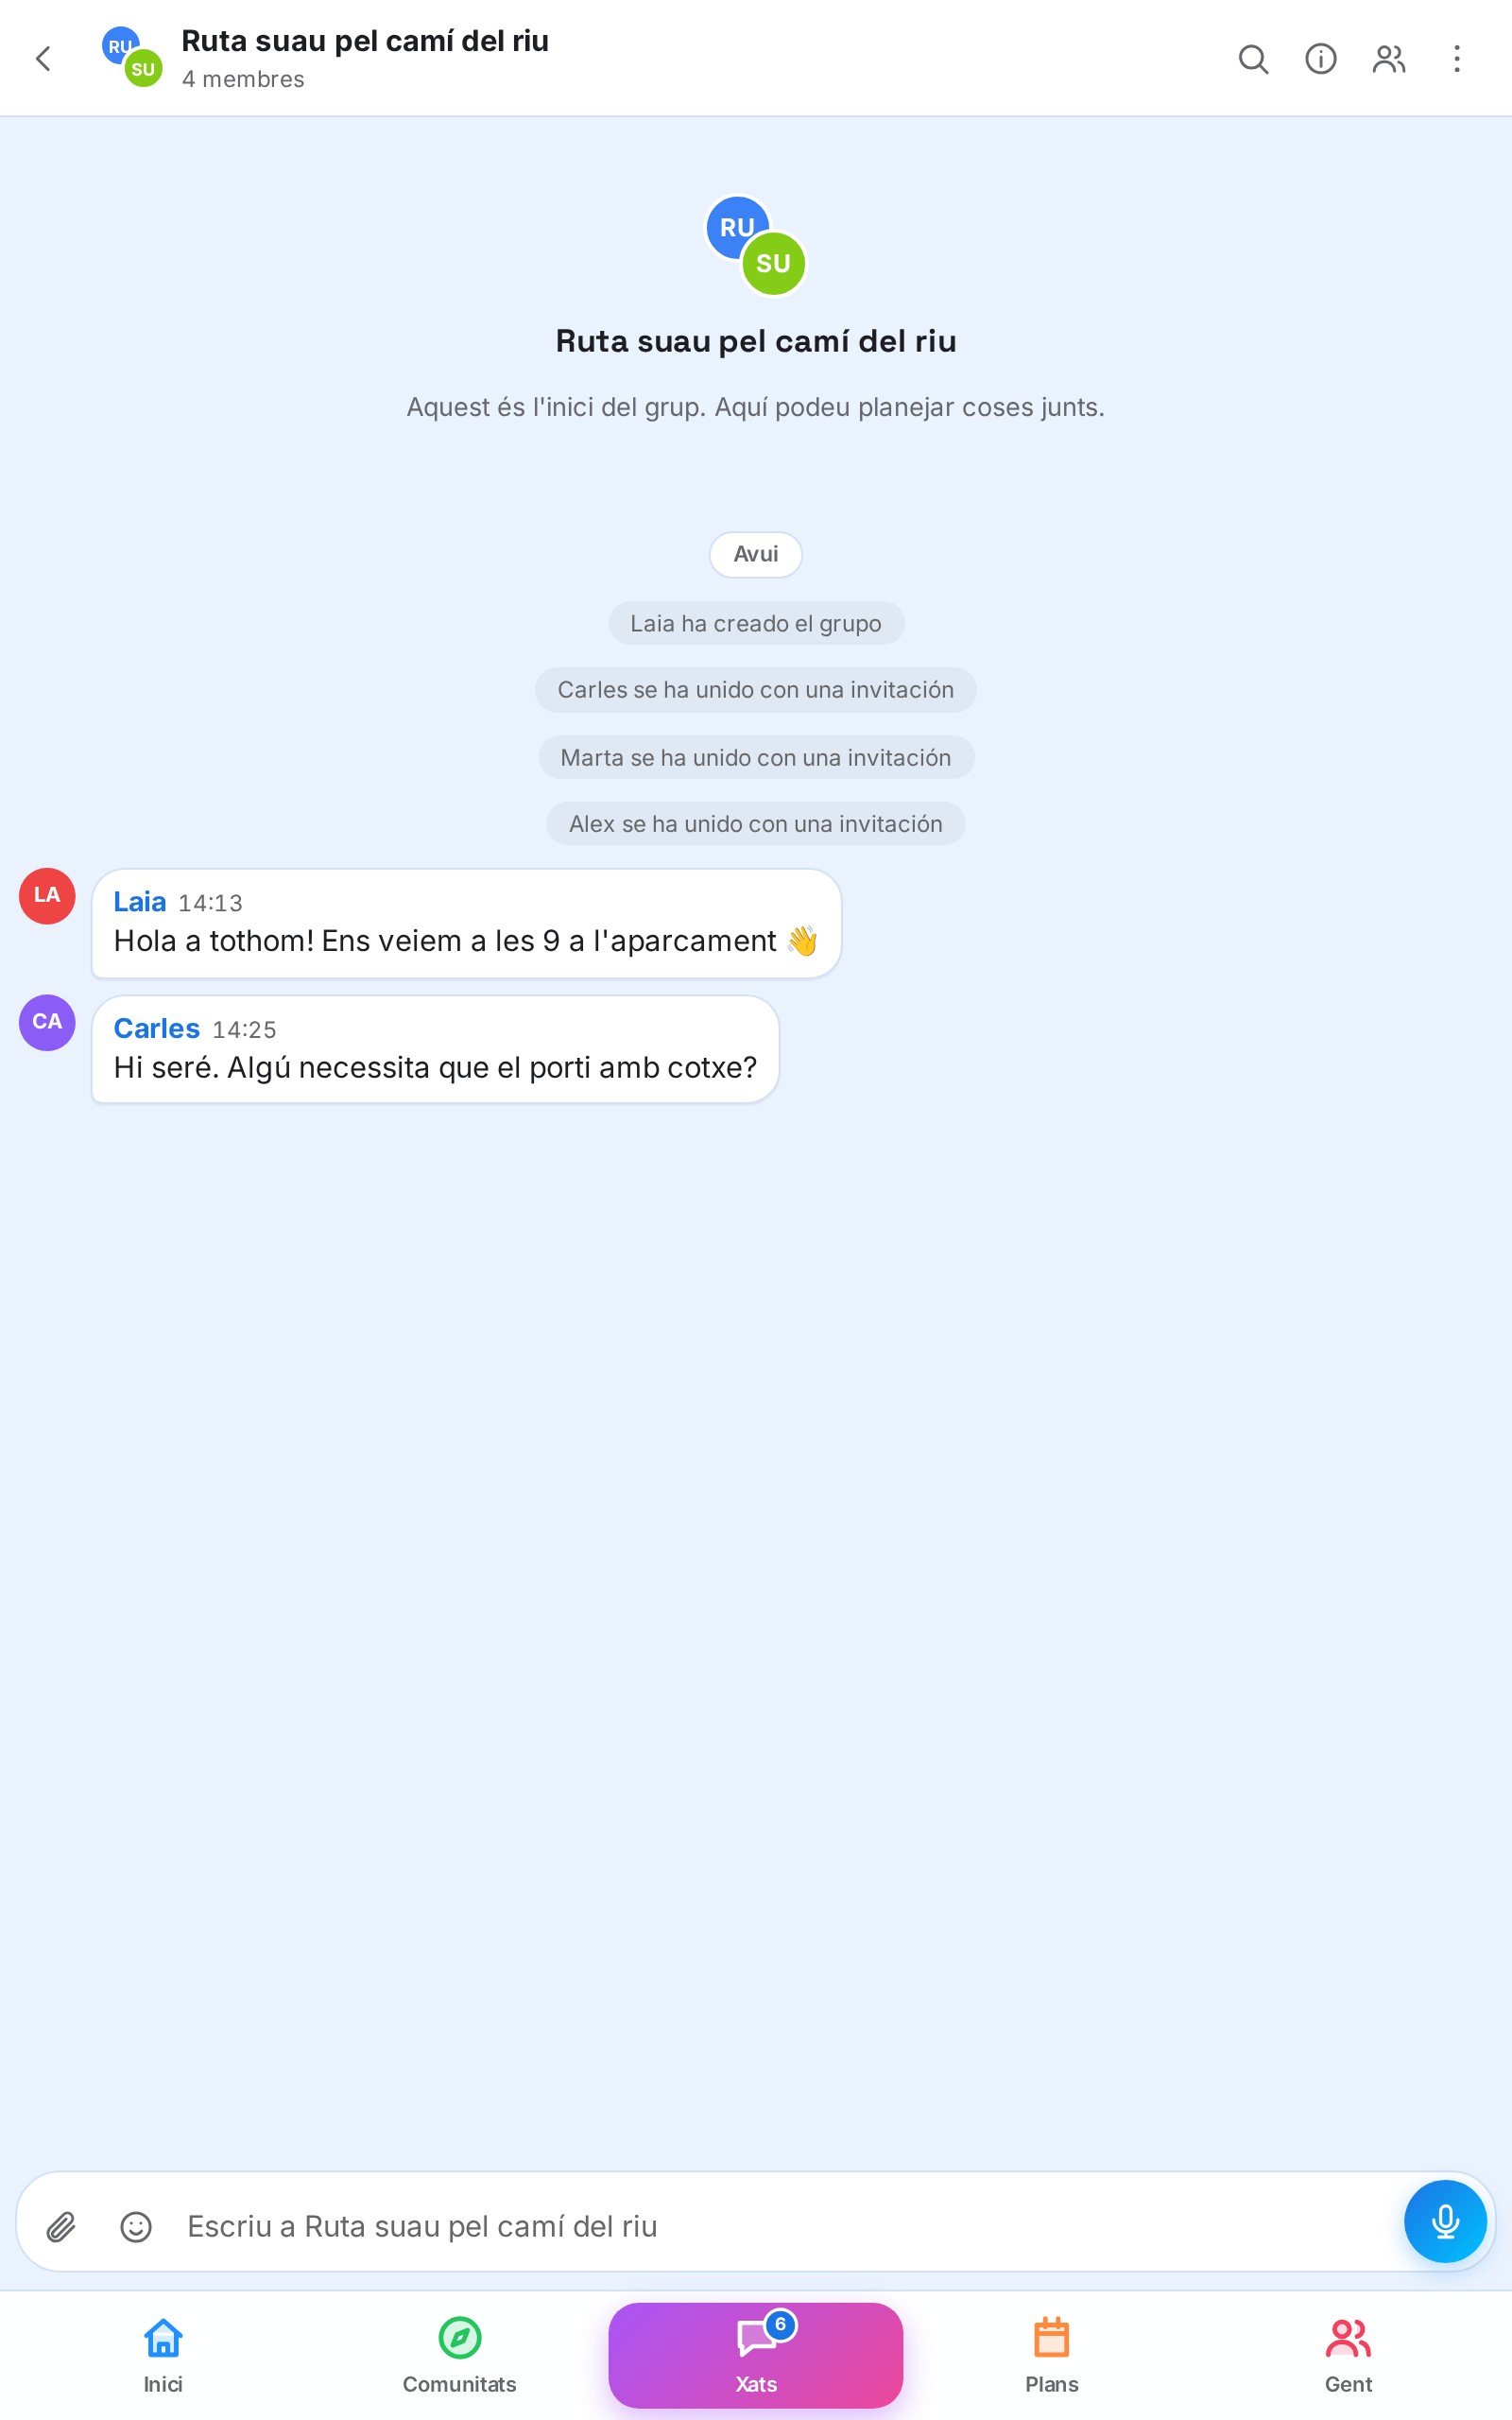 RU
SU
Ruta suau pel camí del riu
4 membres
RU
SU
Ruta suau pel camí del riu
Aquest és l'inici del grup. Aquí podeu planejar coses junts.
Avui
Laia ha creado el grupo
Carles se ha unido con una invitación
Marta se ha unido con una invitación
Alex se ha unido con una invitación
LA
Laia 14:13
Hola a tothom! Ens veiem a les 9 a l'aparcament 👋
CA
Carles 14:25
Hi seré. Algú necessita que el porti amb cotxe?
Escriu a Ruta suau pel camí del riu
6
Inici
Comunitats
Xats
Plans
Gent